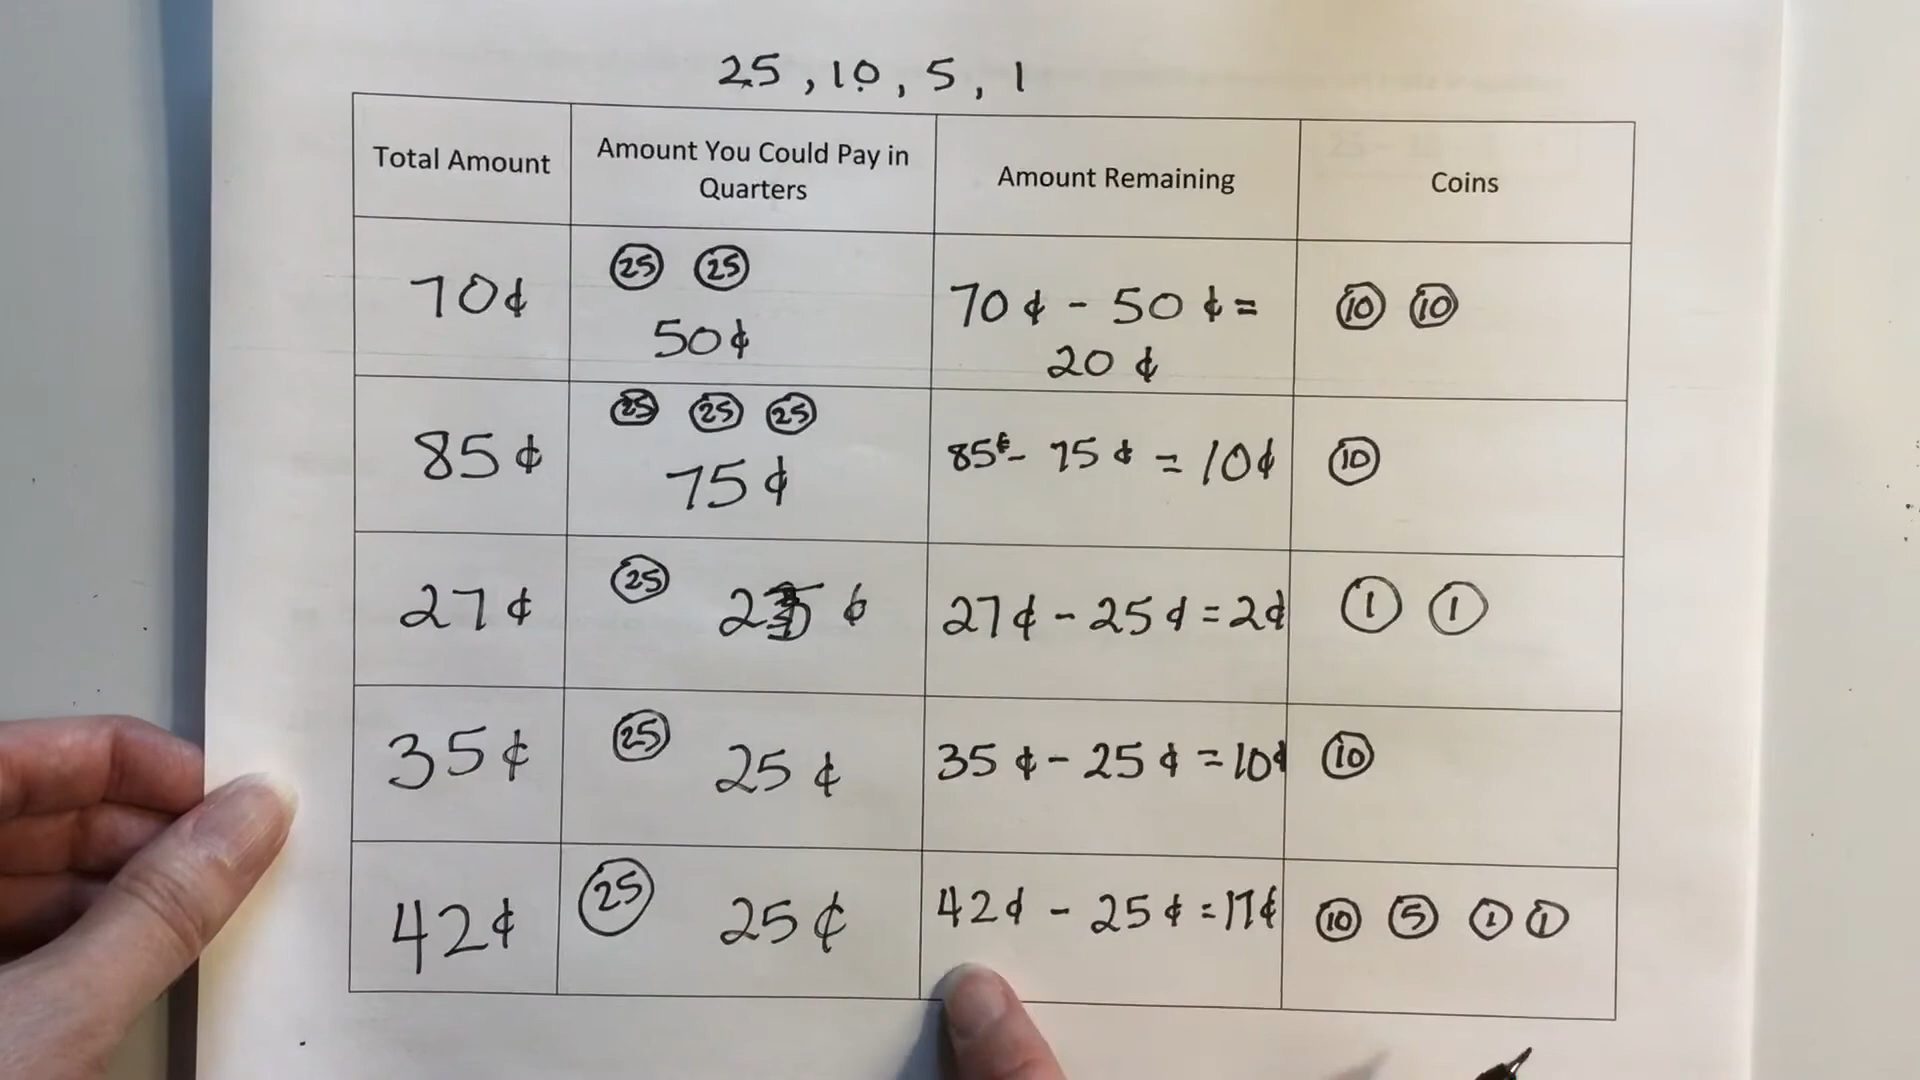 25, 10, 5, 1
Total Amount
Amount You Could Pay in
Quarters
Amount Remaining
Coins
70¢
25 25
50¢
70¢ - 50¢ =
20¢
10 10
85¢
25 25 25
75¢
85¢ - 75¢ = 10¢
10
27¢
25
25¢
27¢ - 25¢ = 2¢
1 1
35¢
25
25¢
35¢ - 25¢ = 10¢
10
42¢
25
25¢
42¢ - 25¢ = 17¢
10 5 1 1